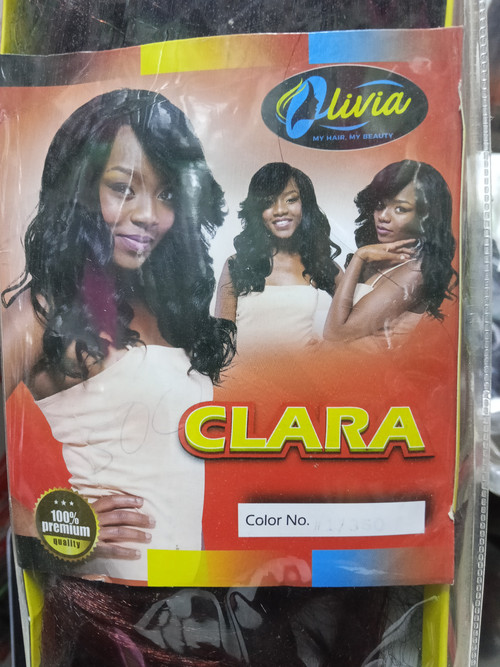 Olivia
MY HAIR, MY BEAUTY
CLARA
Color No.
100%
premium
quality